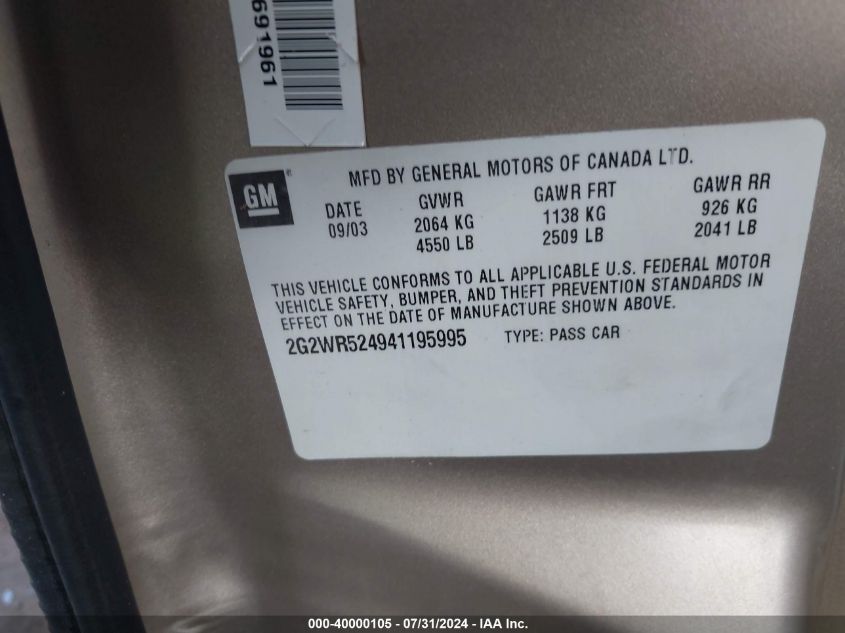 691961
GM
MFD BY GENERAL MOTORS OF CANADA LTD.
DATE GVWR GAWR FRT GAWR RR
09/03 2064 KG 1138 KG 926 KG
4550 LB 2509 LB 2041 LB
THIS VEHICLE CONFORMS TO ALL APPLICABLE U.S. FEDERAL MOTOR
VEHICLE SAFETY, BUMPER, AND THEFT PREVENTION STANDARDS IN
EFFECT ON THE DATE OF MANUFACTURE SHOWN ABOVE.
2G2WR524941195995 TYPE: PASS CAR
000-40000105 - 07/31/2024 - IAA Inc.